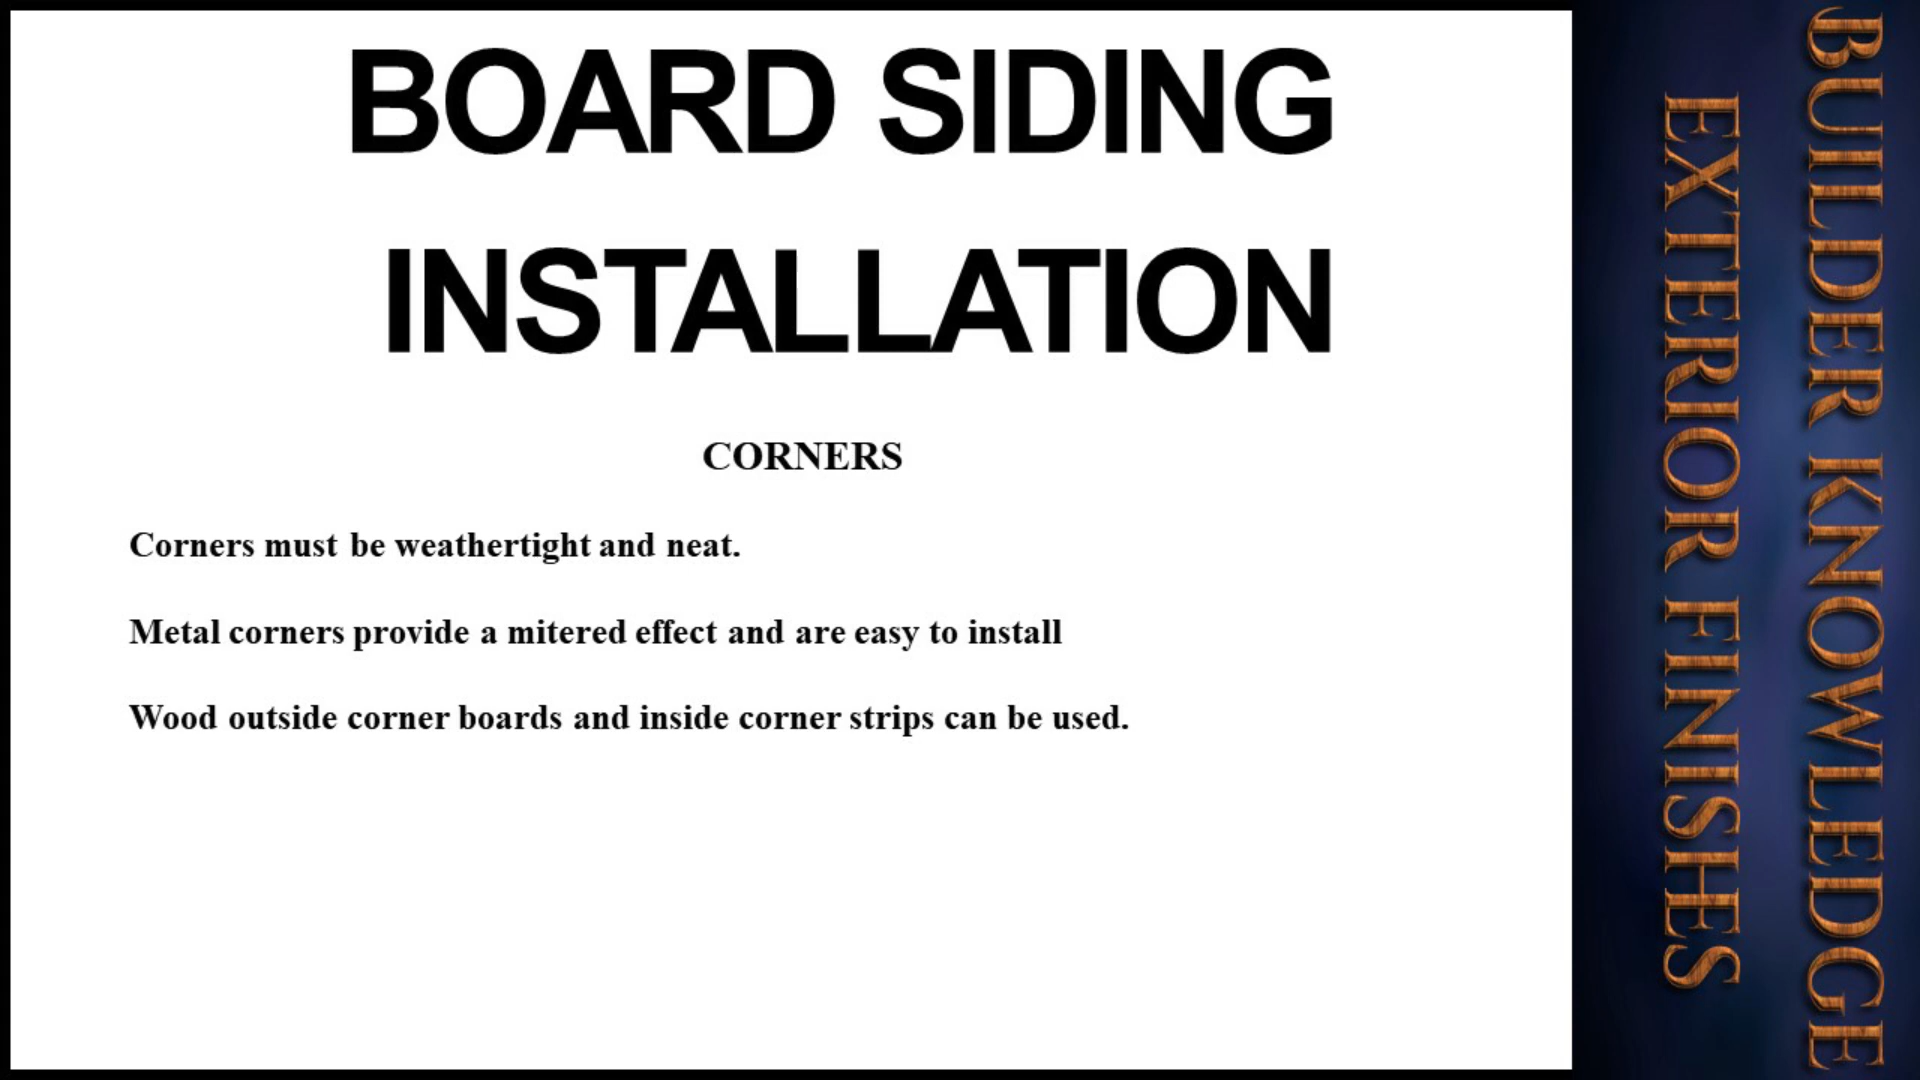 BOARD SIDING
INSTALLATION
CORNERS
Corners must be weathertight and neat.
Metal corners provide a mitered effect and are easy to install
Wood outside corner boards and inside corner strips can be used.
BUILDER KNOWLEDGE
EXTERIOR FINISHES